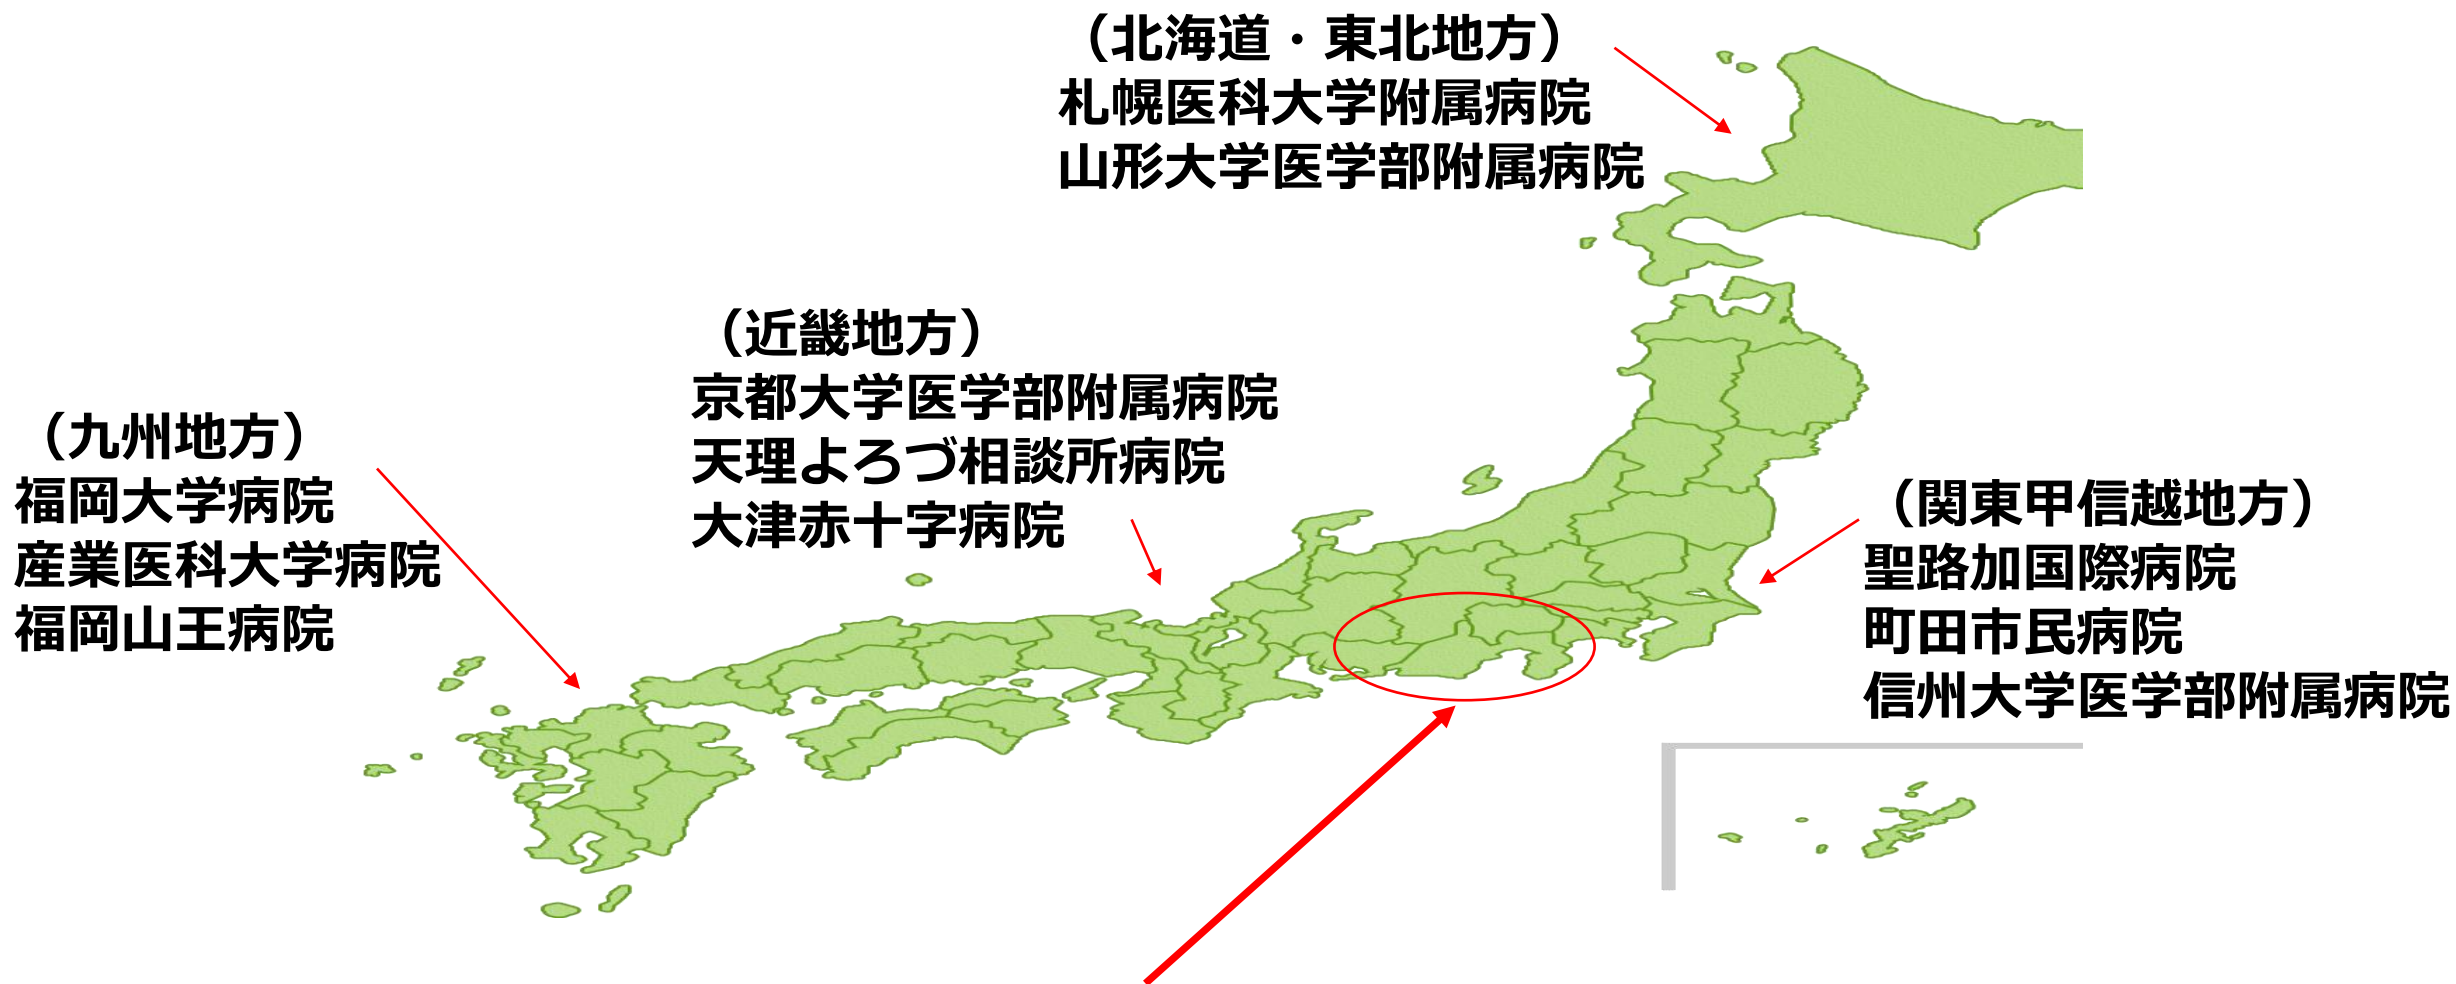 （北海道・東北地方）
札幌医科大学附属病院
山形大学医学部附属病院
（近畿地方）
京都大学医学部附属病院
天理よろづ相談所病院
大津赤十字病院
（九州地方）
福岡大学病院
産業医科大学病院
福岡山王病院
（関東甲信越地方）
聖路加国際病院
町田市民病院
信州大学医学部附属病院